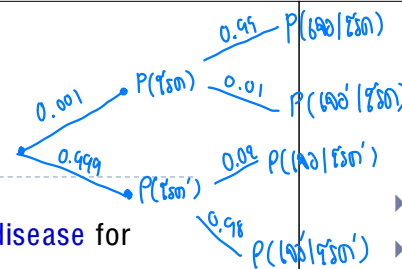 0.99 P(เจอ|โรค)
0.001 P(โรค) 0.01 P(เจอ'|โรค)
0.999 P(โรค') 0.02 P(เจอ|โรค')
disease for 0.98 P(เจอ'|โรค')